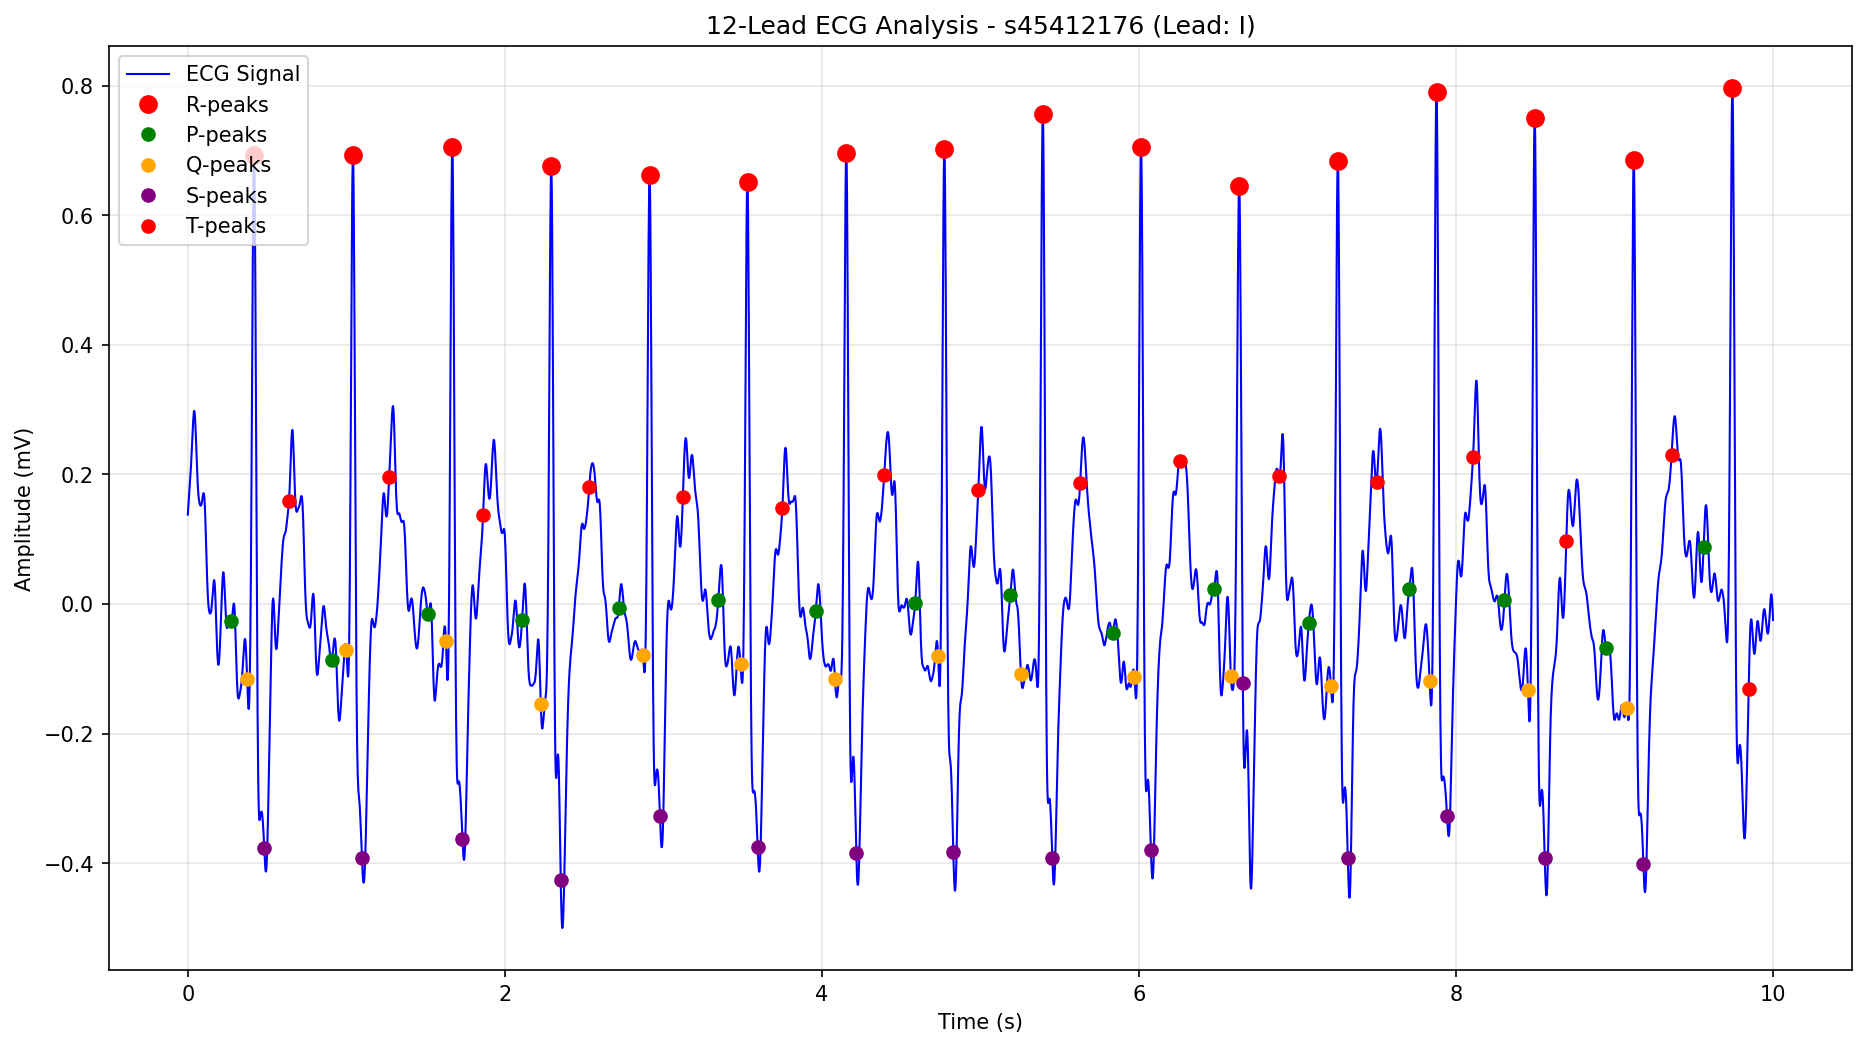 12-Lead ECG Analysis - s45412176 (Lead: I)
ECG Signal
R-peaks
P-peaks
Q-peaks
S-peaks
T-peaks
0.8
0.6
0.4
0.2
0.0
−0.2
−0.4
Amplitude (mV)
0 2 4 6 8 10
Time (s)